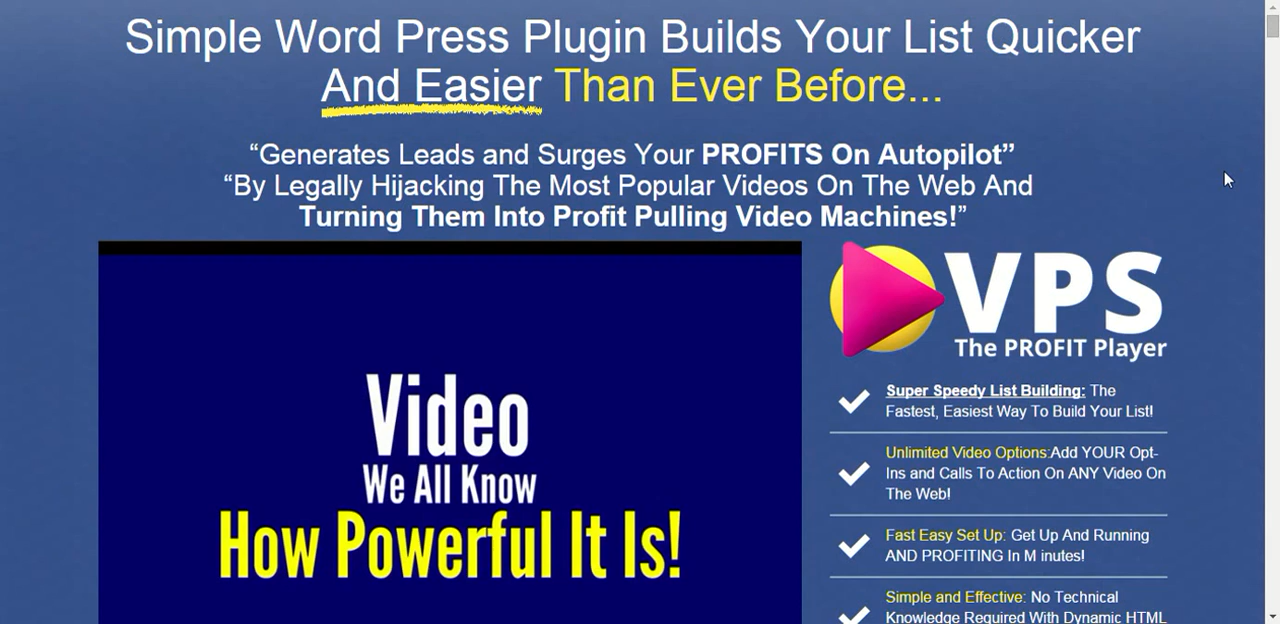 Simple Word Press Plugin Builds Your List Quicker
And Easier Than Ever Before...
“Generates Leads and Surges Your PROFITS On Autopilot”
“By Legally Hijacking The Most Popular Videos On The Web And
Turning Them Into Profit Pulling Video Machines!”
Video
We All Know
How Powerful It Is!
VPS
The PROFIT Player
Super Speedy List Building: The
Fastest, Easiest Way To Build Your List!
Unlimited Video Options:Add YOUR Opt-
Ins and Calls To Action On ANY Video On
The Web!
Fast Easy Set Up: Get Up And Running
AND PROFITING In M inutes!
Simple and Effective: No Technical
Knowledge Required With Dynamic HTML